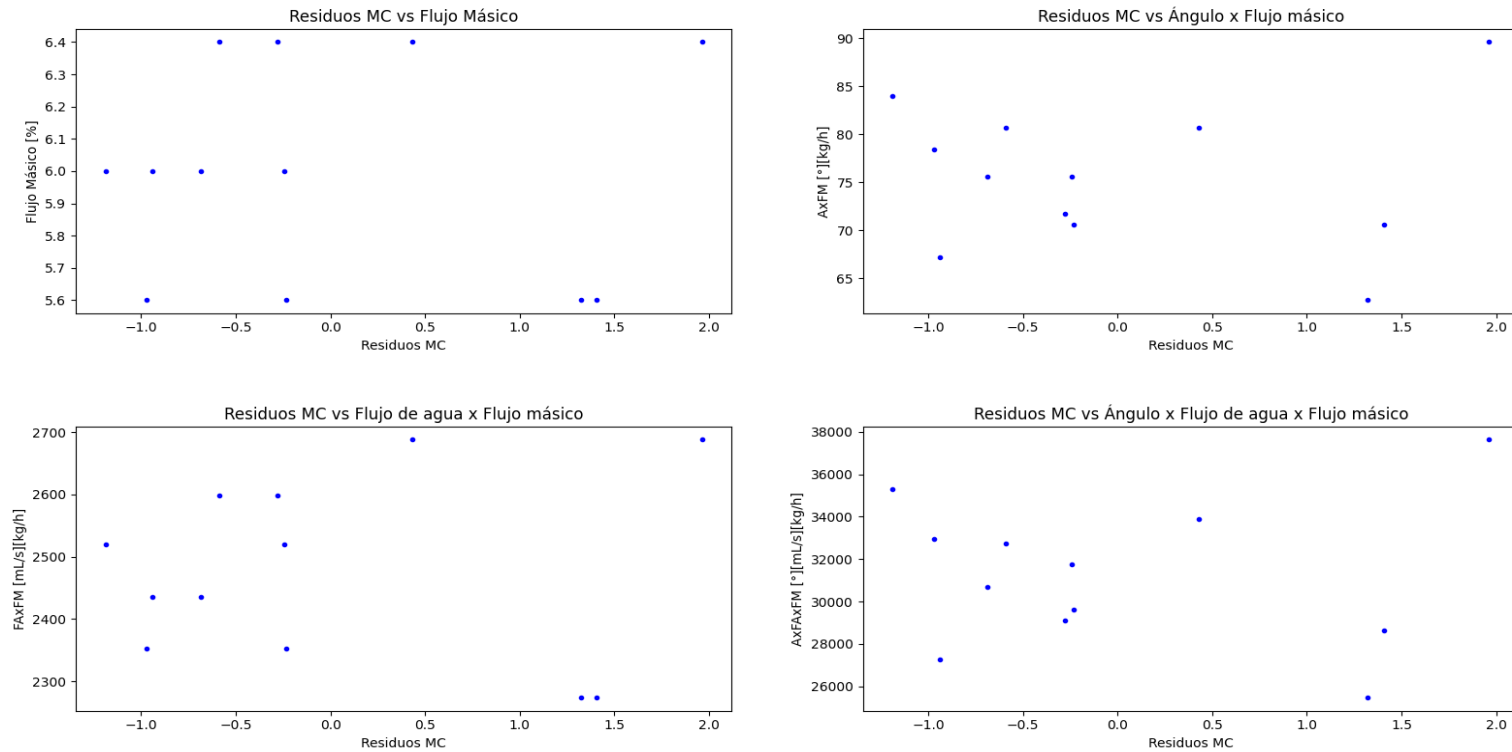 Residuos MC vs Flujo Másico
Flujo Másico [%]
6.4
6.3
6.2
6.1
6.0
5.9
5.8
5.7
5.6
−1.0 −0.5 0.0 0.5 1.0 1.5 2.0
Residuos MC
Residuos MC vs Ángulo x Flujo másico
AxFM [°][kg/h]
90
85
80
75
70
65
−1.0 −0.5 0.0 0.5 1.0 1.5 2.0
Residuos MC
Residuos MC vs Flujo de agua x Flujo másico
FAxFM [mL/s][kg/h]
2700
2600
2500
2400
2300
−1.0 −0.5 0.0 0.5 1.0 1.5 2.0
Residuos MC
Residuos MC vs Ángulo x Flujo de agua x Flujo másico
AxFAxFM [°][mL/s][kg/h]
38000
36000
34000
32000
30000
28000
26000
−1.0 −0.5 0.0 0.5 1.0 1.5 2.0
Residuos MC